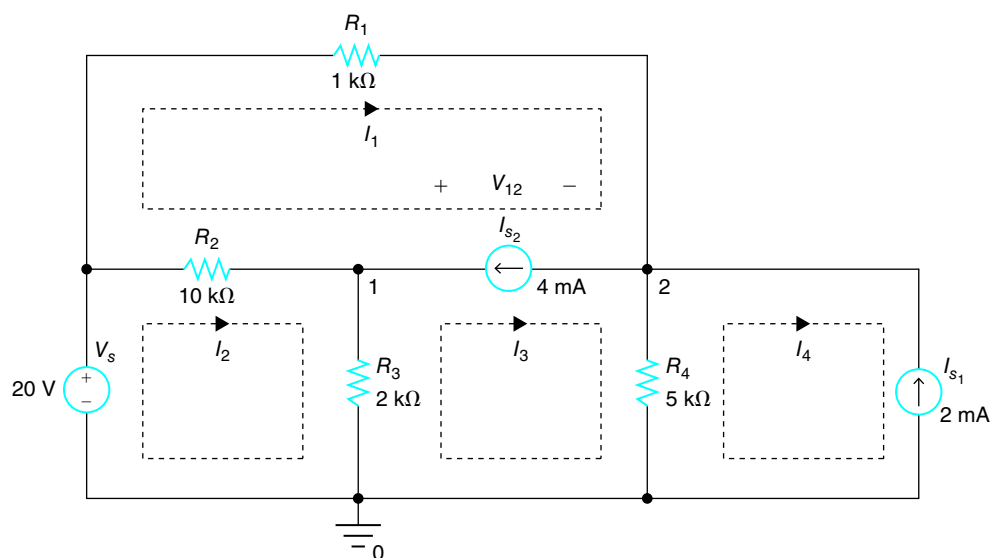 R1
1 kΩ
I1
+ V12 −
Is2
R2
1
4 mA
2
10 kΩ
Vs
I2
I3
I4
+
−
20 V
R3
2 kΩ
R4
5 kΩ
Is1
2 mA
0